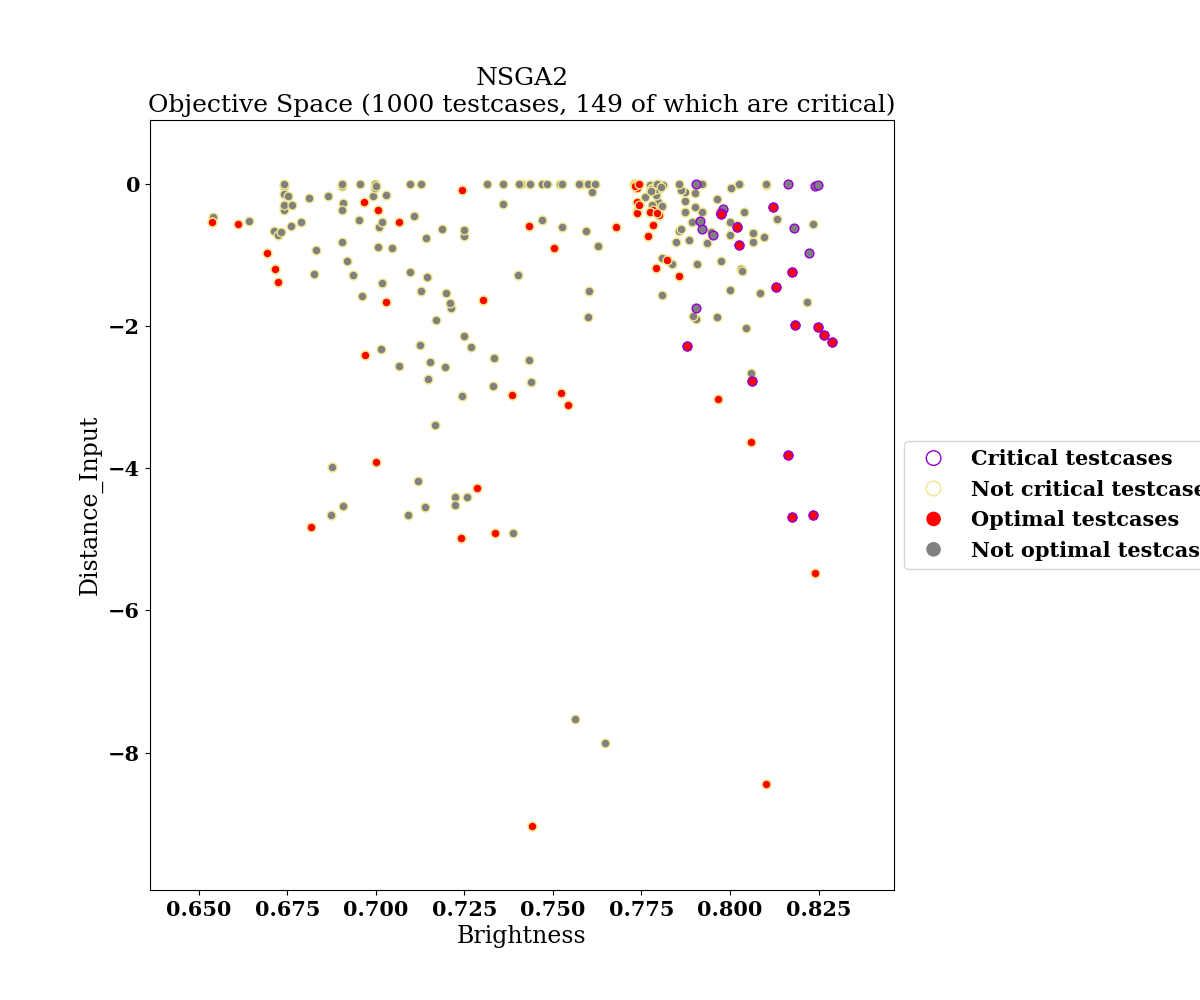 NSGA2
Objective Space (1000 testcases, 149 of which are critical)
0
−2
−4
−6
−8
Distance_Input
0.650 0.675 0.700 0.725 0.750 0.775 0.800 0.825
Brightness
Critical testcases
Not critical testcase
Optimal testcases
Not optimal testcas